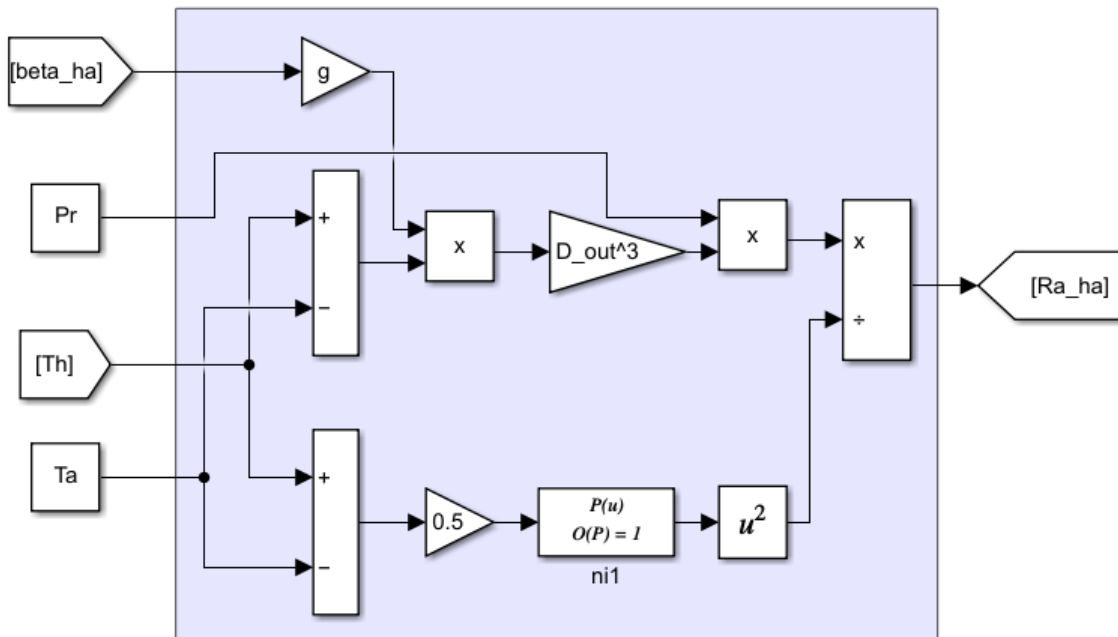 [beta_ha]
g
Pr
+
−
x
D_out^3
x
x
÷
[Ra_ha]
[Th]
Ta
+
−
0.5
P(u)
O(P) = 1
ni1
u²